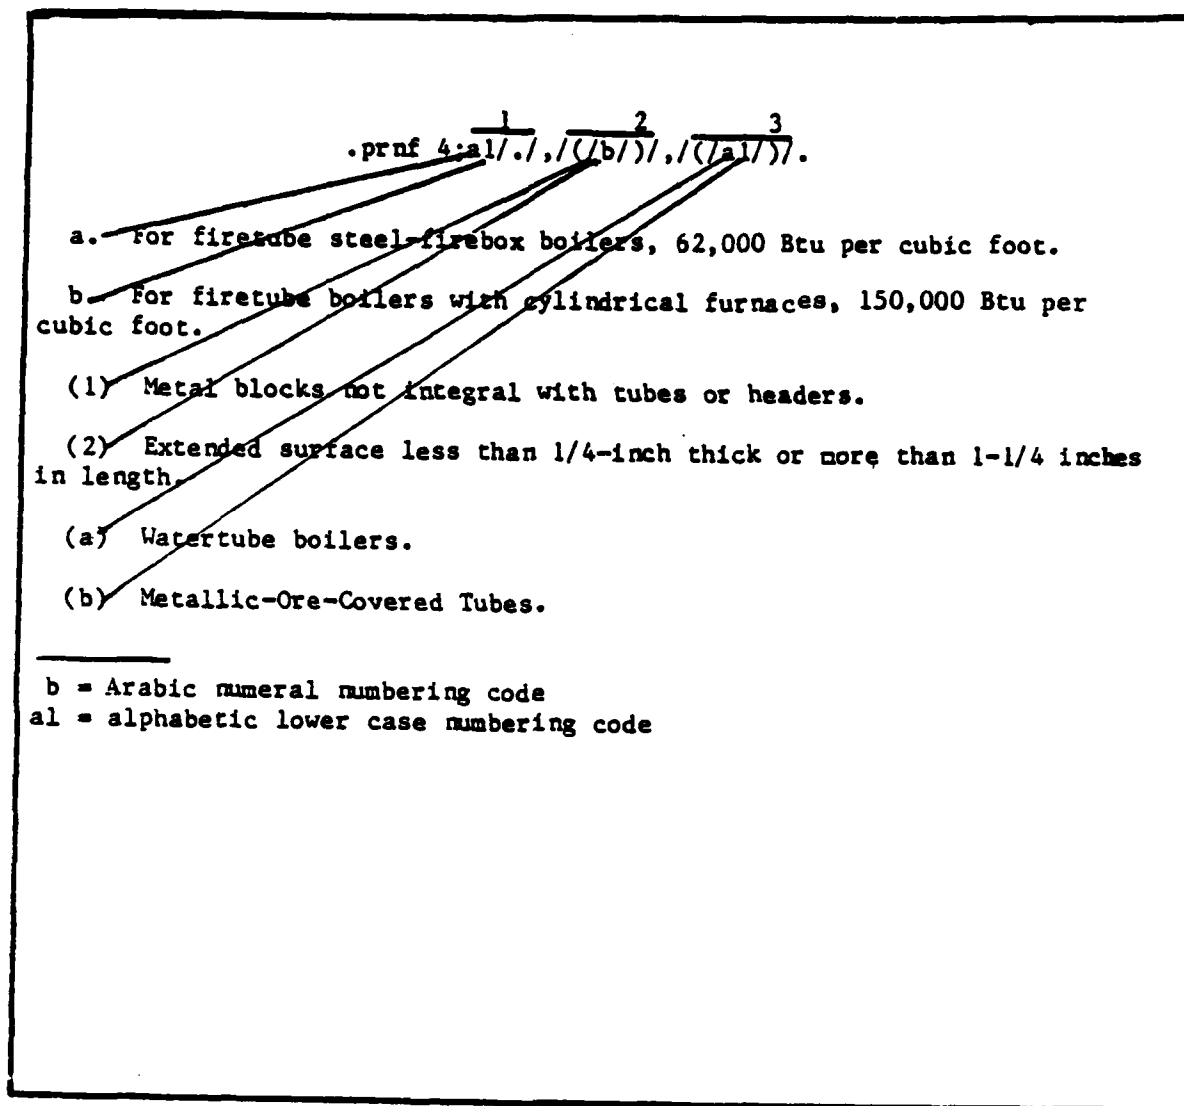 1 2 3
.prnf 4:al/./,/(/b/)/,/(/al/)/.
a. For firetube steel-firebox boilers, 62,000 Btu per cubic foot.
b. For firetube boilers with cylindrical furnaces, 150,000 Btu per
cubic foot.
(1) Metal blocks not integral with tubes or headers.
(2) Extended surface less than 1/4-inch thick or more than 1-1/4 inches
in length.
(a) Watertube boilers.
(b) Metallic-Ore-Covered Tubes.
b = Arabic numeral numbering code
al = alphabetic lower case numbering code